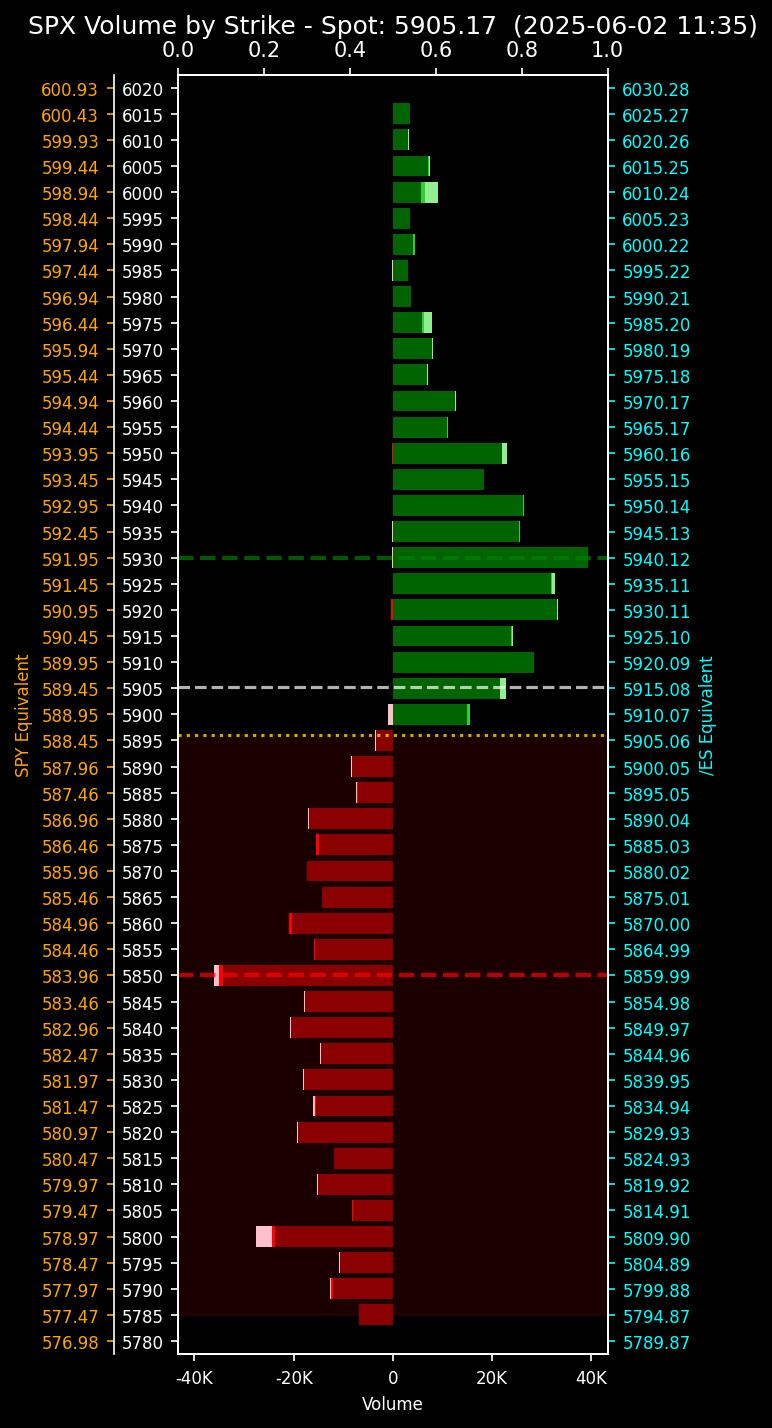 SPX Volume by Strike - Spot: 5905.17  (2025-06-02 11:35)
0.0 0.2 0.4 0.6 0.8 1.0
600.93 6020 6030.28
600.43 6015 6025.27
599.93 6010 6020.26
599.44 6005 6015.25
598.94 6000 6010.24
598.44 5995 6005.23
597.94 5990 6000.22
597.44 5985 5995.22
596.94 5980 5990.21
596.44 5975 5985.20
595.94 5970 5980.19
595.44 5965 5975.18
594.94 5960 5970.17
594.44 5955 5965.17
593.95 5950 5960.16
593.45 5945 5955.15
592.95 5940 5950.14
592.45 5935 5945.13
591.95 5930 5940.12
591.45 5925 5935.11
590.95 5920 5930.11
590.45 5915 5925.10
589.95 5910 5920.09
589.45 5905 5915.08
588.95 5900 5910.07
588.45 5895 5905.06
587.96 5890 5900.05
587.46 5885 5895.05
586.96 5880 5890.04
586.46 5875 5885.03
585.96 5870 5880.02
585.46 5865 5875.01
584.96 5860 5870.00
584.46 5855 5864.99
583.96 5850 5859.99
583.46 5845 5854.98
582.96 5840 5849.97
582.47 5835 5844.96
581.97 5830 5839.95
581.47 5825 5834.94
580.97 5820 5829.93
580.47 5815 5824.93
579.97 5810 5819.92
579.47 5805 5814.91
578.97 5800 5809.90
578.47 5795 5804.89
577.97 5790 5799.88
577.47 5785 5794.87
576.98 5780 5789.87
SPY Equivalent
/ES Equivalent
-40K -20K 0 20K 40K
Volume